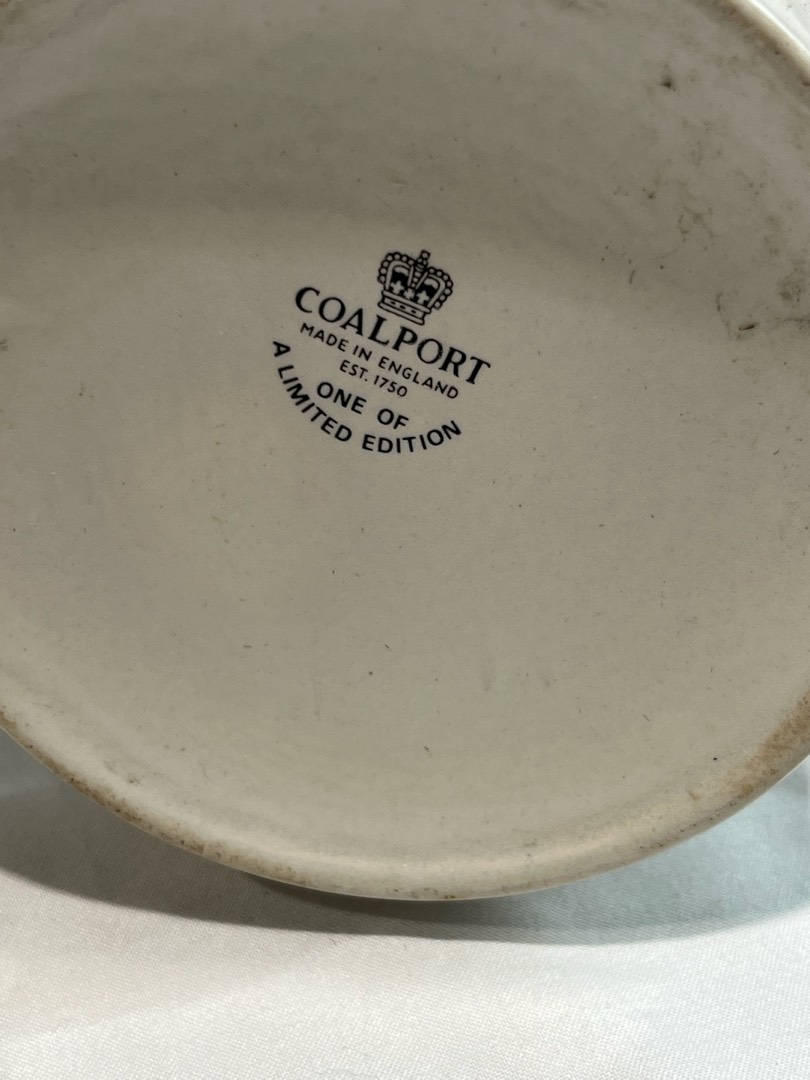 COALPORT
MADE IN ENGLAND
EST. 1750
ONE OF
A LIMITED EDITION